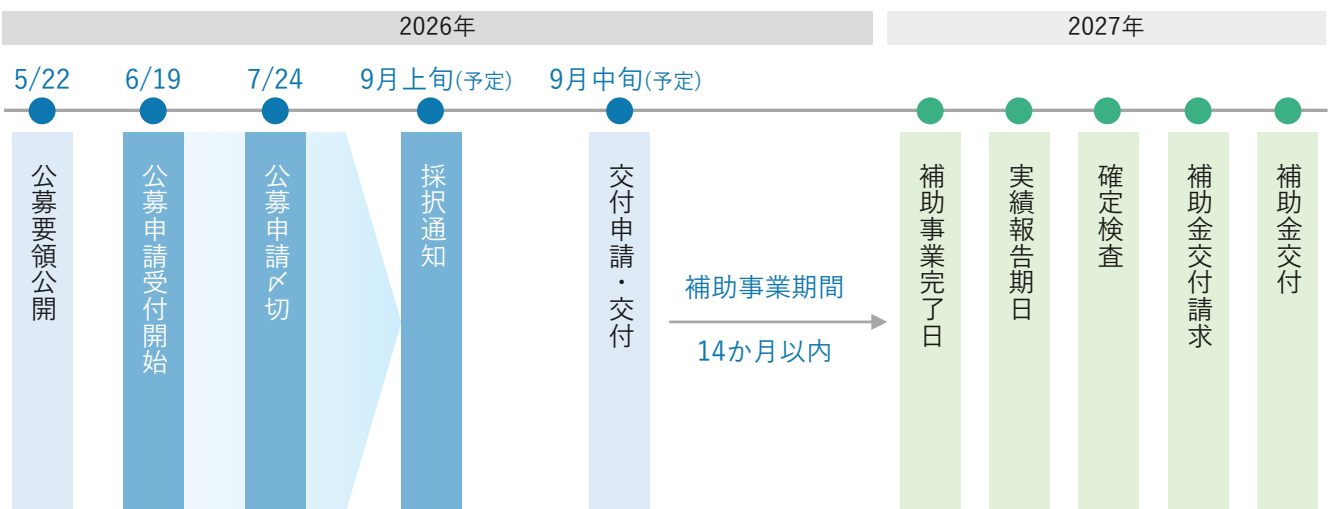 2026年
2027年
5/22
6/19
7/24
9月上旬(予定)
9月中旬(予定)
公募要領公開
公募申請受付開始
公募申請〆切
採択通知
交付申請・交付
補助事業期間
14か月以内
補助事業完了日
実績報告期日
確定検査
補助金交付請求
補助金交付